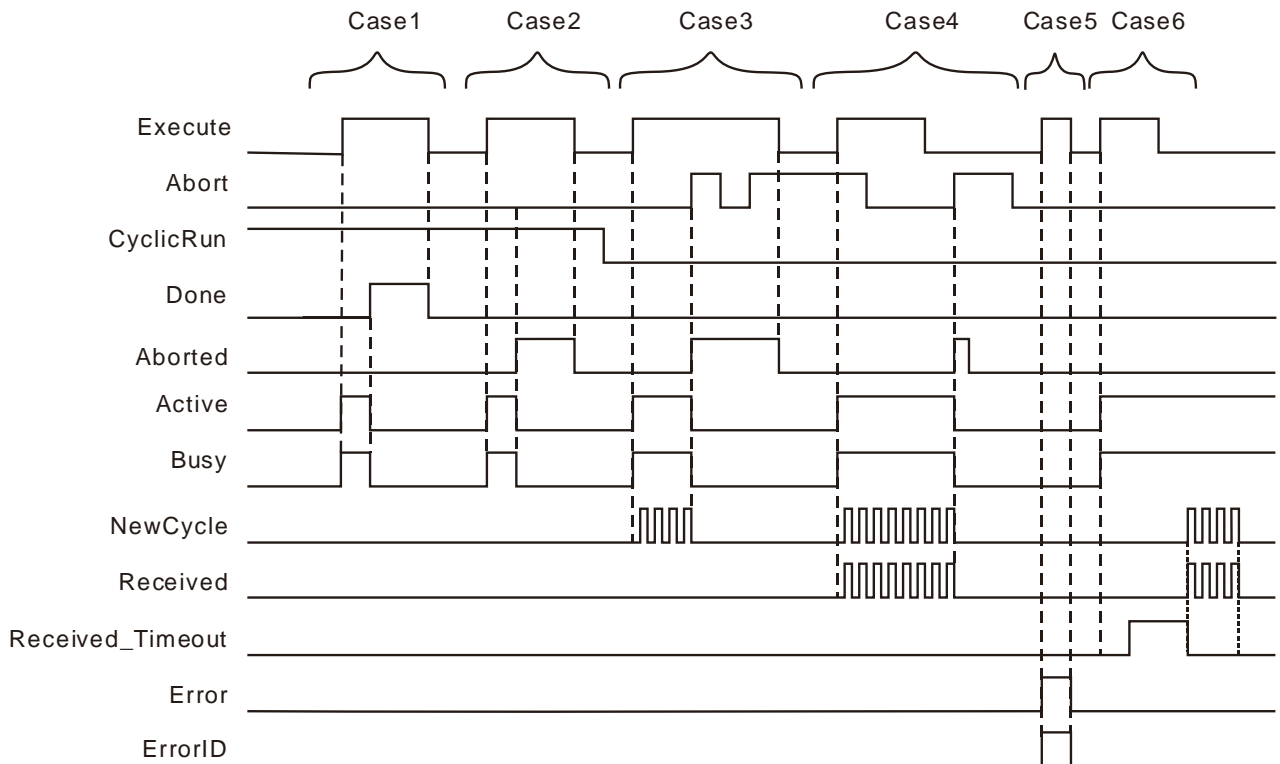 Case1 Case2 Case3 Case4 Case5 Case6
Execute
Abort
CyclicRun
Done
Aborted
Active
Busy
NewCycle
Received
Received_Timeout
Error
ErrorID